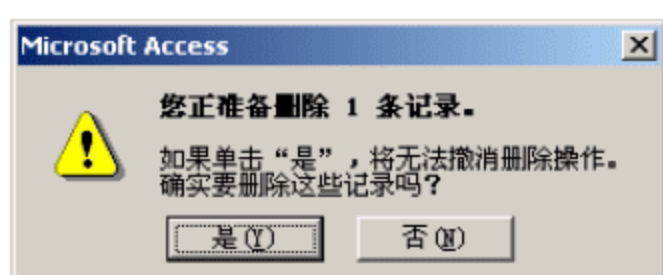 Microsoft Access
您正准备删除 1 条记录。
如果单击“是”，将无法撤消删除操作。
确实要删除这些记录吗？
是(Y)
否(N)